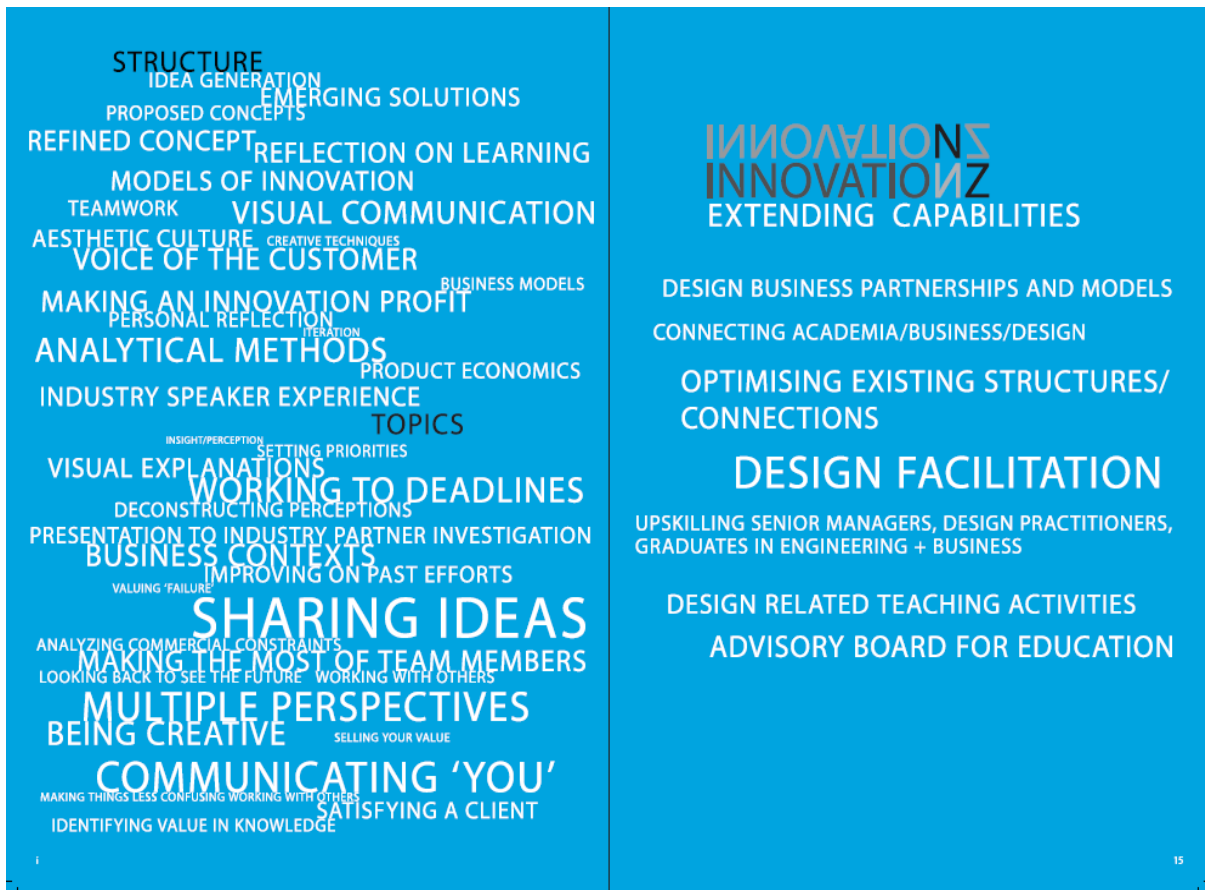 STRUCTURE
IDEA GENERATION
EMERGING SOLUTIONS
PROPOSED CONCEPTS
REFINED CONCEPT
REFLECTION ON LEARNING
MODELS OF INNOVATION
TEAMWORK
VISUAL COMMUNICATION
AESTHETIC CULTURE
CREATIVE TECHNIQUES
VOICE OF THE CUSTOMER
BUSINESS MODELS
MAKING AN INNOVATION PROFIT
PERSONAL REFLECTION
ITERATION
ANALYTICAL METHODS
PRODUCT ECONOMICS
INDUSTRY SPEAKER EXPERIENCE
TOPICS
INSIGHT/PERCEPTION
SETTING PRIORITIES
VISUAL EXPLANATIONS
WORKING TO DEADLINES
DECONSTRUCTING PERCEPTIONS
PRESENTATION TO INDUSTRY PARTNER INVESTIGATION
BUSINESS CONTEXTS
IMPROVING ON PAST EFFORTS
VALUING ‘FAILURE’
SHARING IDEAS
ANALYZING COMMERCIAL CONSTRAINTS
MAKING THE MOST OF TEAM MEMBERS
LOOKING BACK TO SEE THE FUTURE WORKING WITH OTHERS
MULTIPLE PERSPECTIVES
BEING CREATIVE
SELLING YOUR VALUE
COMMUNICATING ‘YOU’
MAKING THINGS LESS CONFUSING WORKING WITH OTHERS
SATISFYING A CLIENT
IDENTIFYING VALUE IN KNOWLEDGE
i
INNOVATIONZ
INNOVATIONZ
EXTENDING CAPABILITIES
DESIGN BUSINESS PARTNERSHIPS AND MODELS
CONNECTING ACADEMIA/BUSINESS/DESIGN
OPTIMISING EXISTING STRUCTURES/
CONNECTIONS
DESIGN FACILITATION
UPSKILLING SENIOR MANAGERS, DESIGN PRACTITIONERS,
GRADUATES IN ENGINEERING + BUSINESS
DESIGN RELATED TEACHING ACTIVITIES
ADVISORY BOARD FOR EDUCATION
15